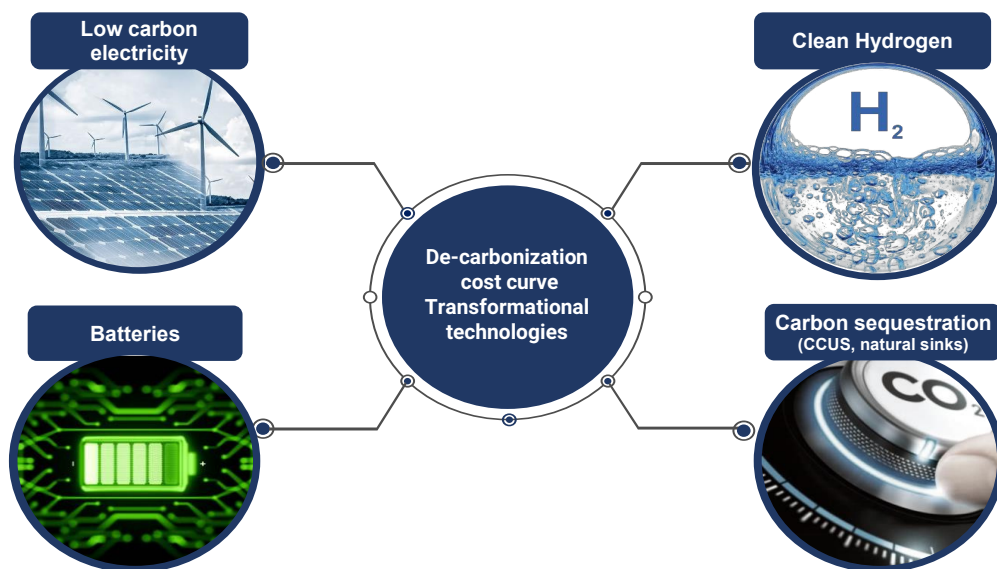 Low carbon
electricity
Clean Hydrogen
H₂
De-carbonization
cost curve
Transformational
technologies
Batteries
- +
Carbon sequestration
(CCUS, natural sinks)
CO₂